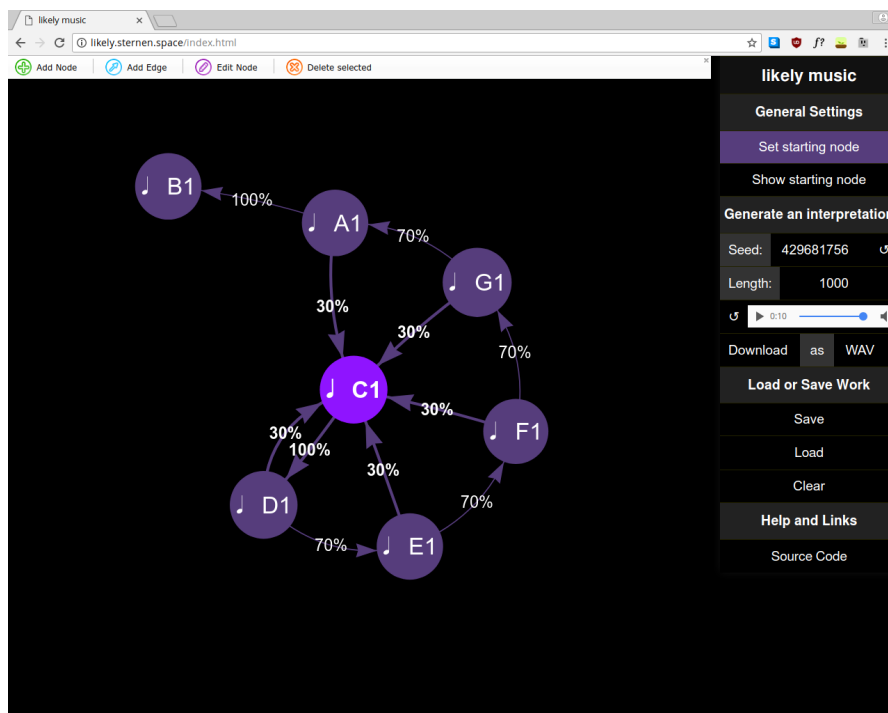 likely music
likely.sternen.space/index.html
f?
Add Node
Add Edge
Edit Node
Delete selected
B1
100%
A1
70%
G1
30%
30%
70%
C1
30%
F1
30%
100%
30%
D1
70%
70%
E1
likely music
General Settings
Set starting node
Show starting node
Generate an interpretation
Seed: 429681756
Length: 1000
0:10
Download as WAV
Load or Save Work
Save
Load
Clear
Help and Links
Source Code